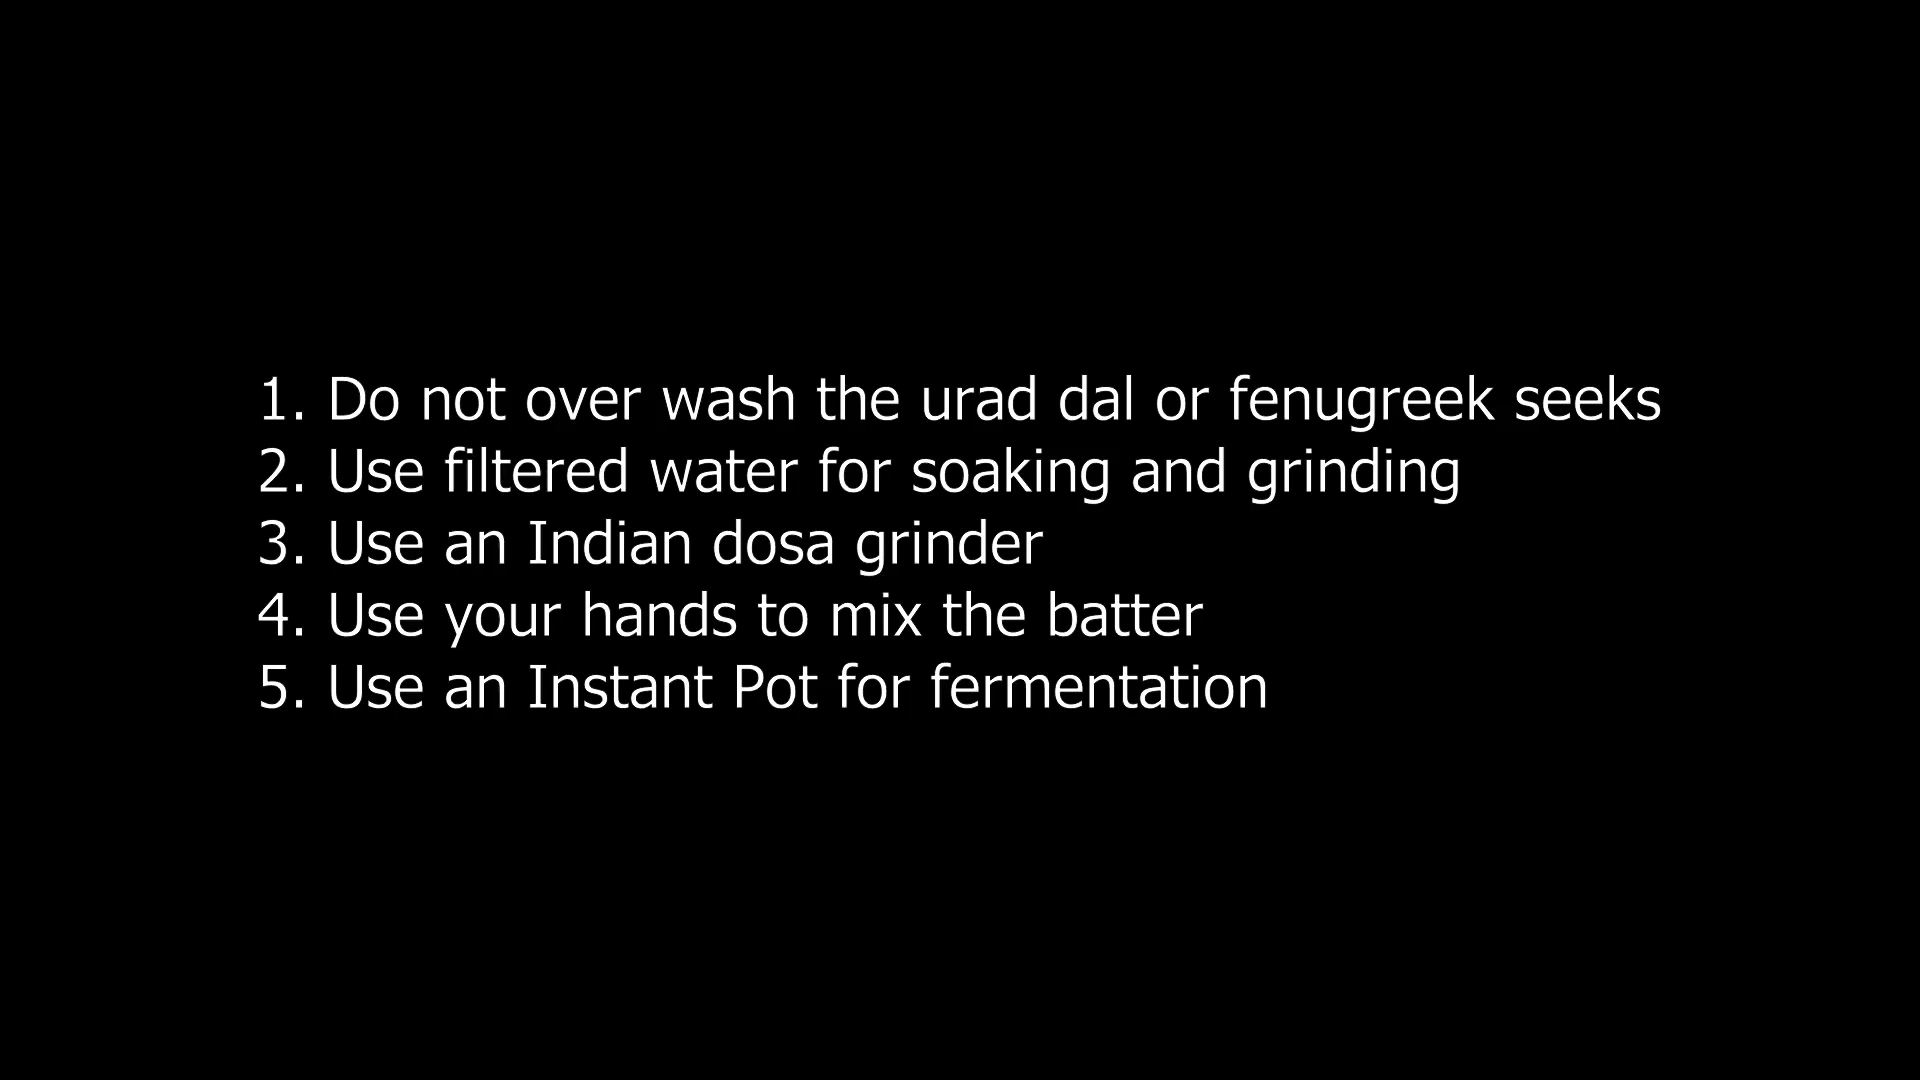 1. Do not over wash the urad dal or fenugreek seeks
2. Use filtered water for soaking and grinding
3. Use an Indian dosa grinder
4. Use your hands to mix the batter
5. Use an Instant Pot for fermentation